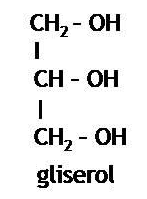 CH₂ – OH
|
CH – OH
|
CH₂ – OH
gliserol